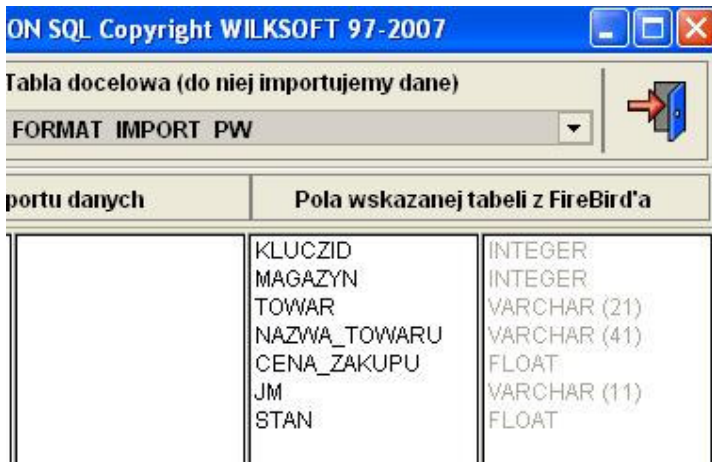 ON SQL Copyright WILKSOFT 97-2007
Tabla docelowa (do niej importujemy dane)
FORMAT IMPORT PW
portu danych
Pola wskazanej tabeli z FireBird'a
KLUCZID INTEGER
MAGAZYN INTEGER
TOWAR VARCHAR (21)
NAZWA_TOWARU VARCHAR (41)
CENA_ZAKUPU FLOAT
JM VARCHAR (11)
STAN FLOAT